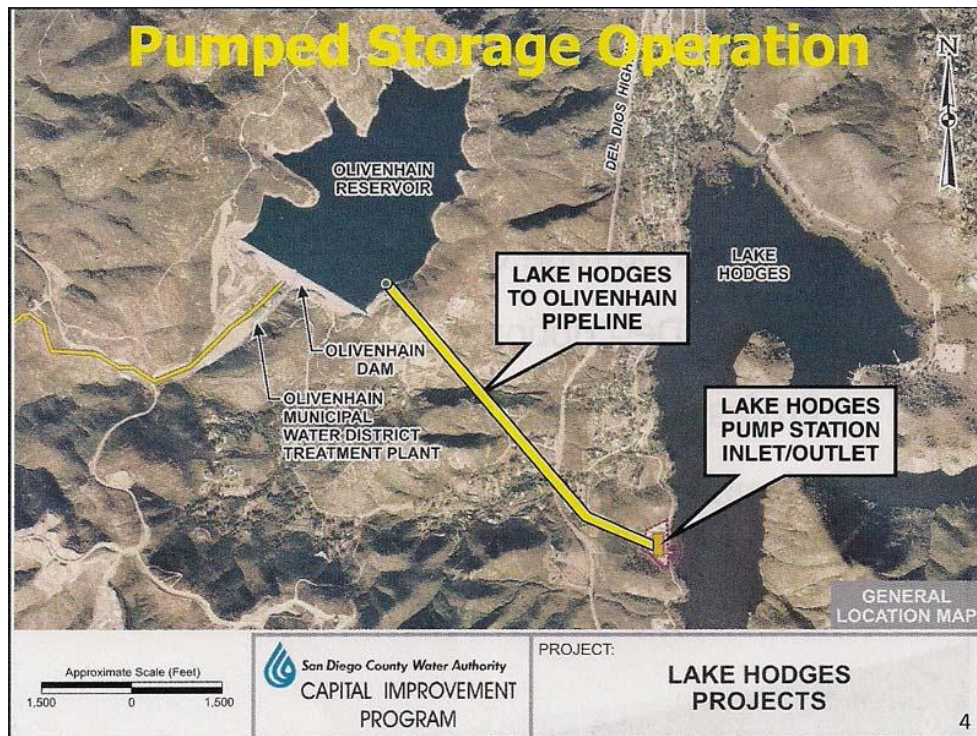 Pumped Storage Operation
N
DEL DIOS HIGH
OLIVENHAIN
RESERVOIR
LAKE
HODGES
LAKE HODGES
TO OLIVENHAIN
PIPELINE
OLIVENHAIN
DAM
OLIVENHAIN
MUNICIPAL
WATER DISTRICT
TREATMENT PLANT
LAKE HODGES
PUMP STATION
INLET/OUTLET
GENERAL
LOCATION MAP
Approximate Scale (Feet)
1,500 0 1,500
San Diego County Water Authority
CAPITAL IMPROVEMENT
PROGRAM
PROJECT:
LAKE HODGES
PROJECTS
4